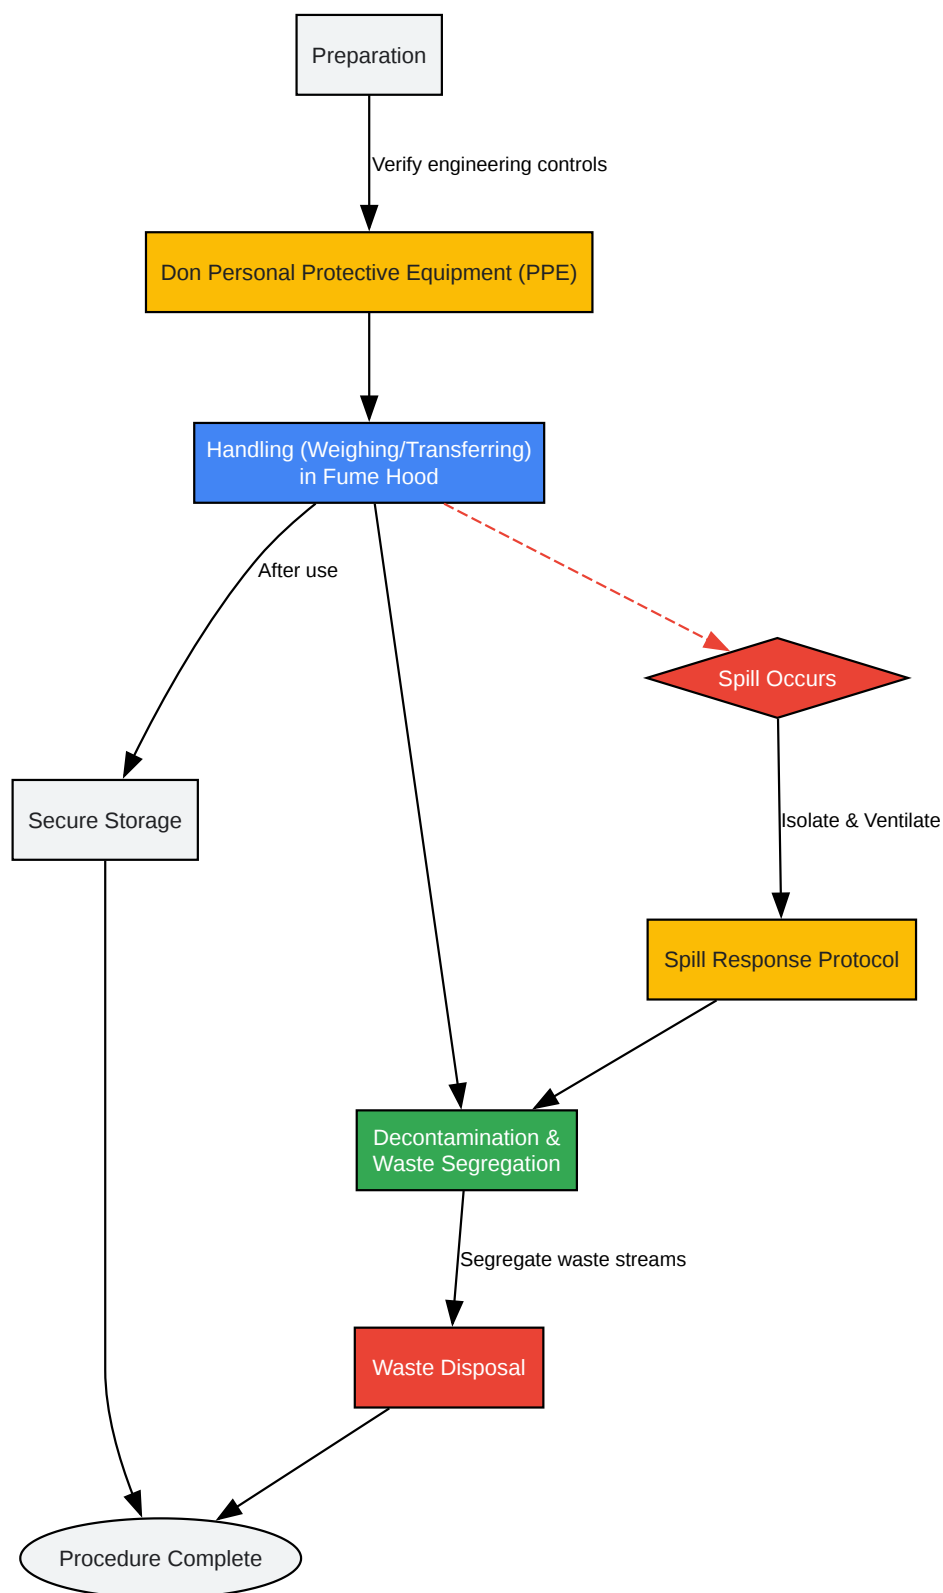 Preparation
Verify engineering controls
Don Personal Protective Equipment (PPE)
Handling (Weighing/Transferring)
in Fume Hood
After use
Spill Occurs
Secure Storage
Isolate & Ventilate
Spill Response Protocol
Decontamination &
Waste Segregation
Segregate waste streams
Waste Disposal
Procedure Complete